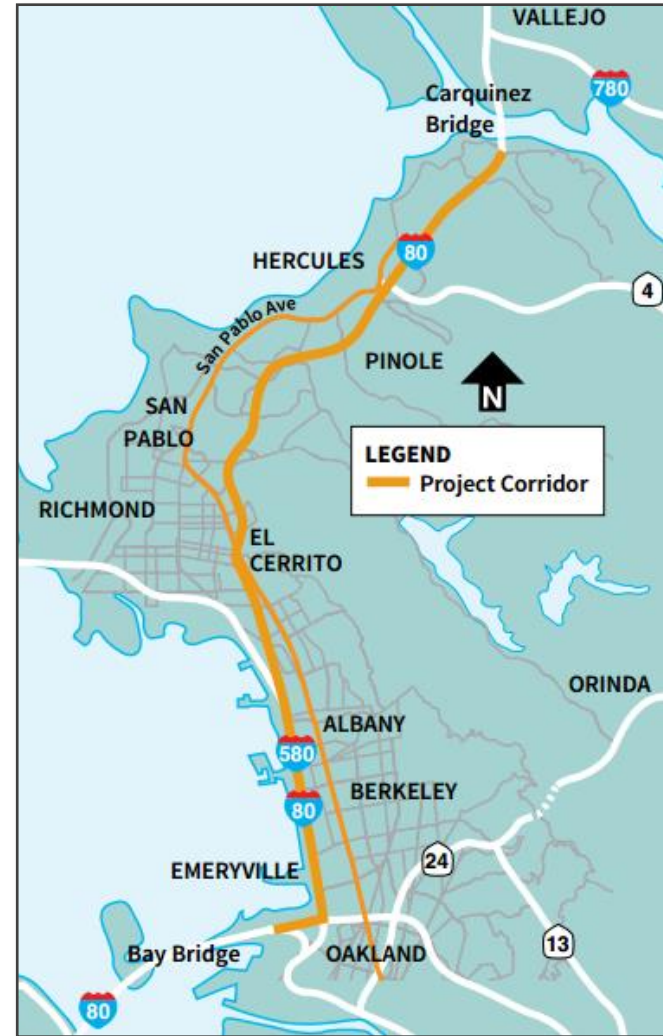 VALLEJO
780
Carquinez
Bridge
80
HERCULES
4
San Pablo Ave
PINOLE
N
SAN
PABLO
LEGEND
Project Corridor
RICHMOND
EL
CERRITO
ORINDA
ALBANY
580
BERKELEY
80
24
EMERYVILLE
13
Bay Bridge
OAKLAND
80